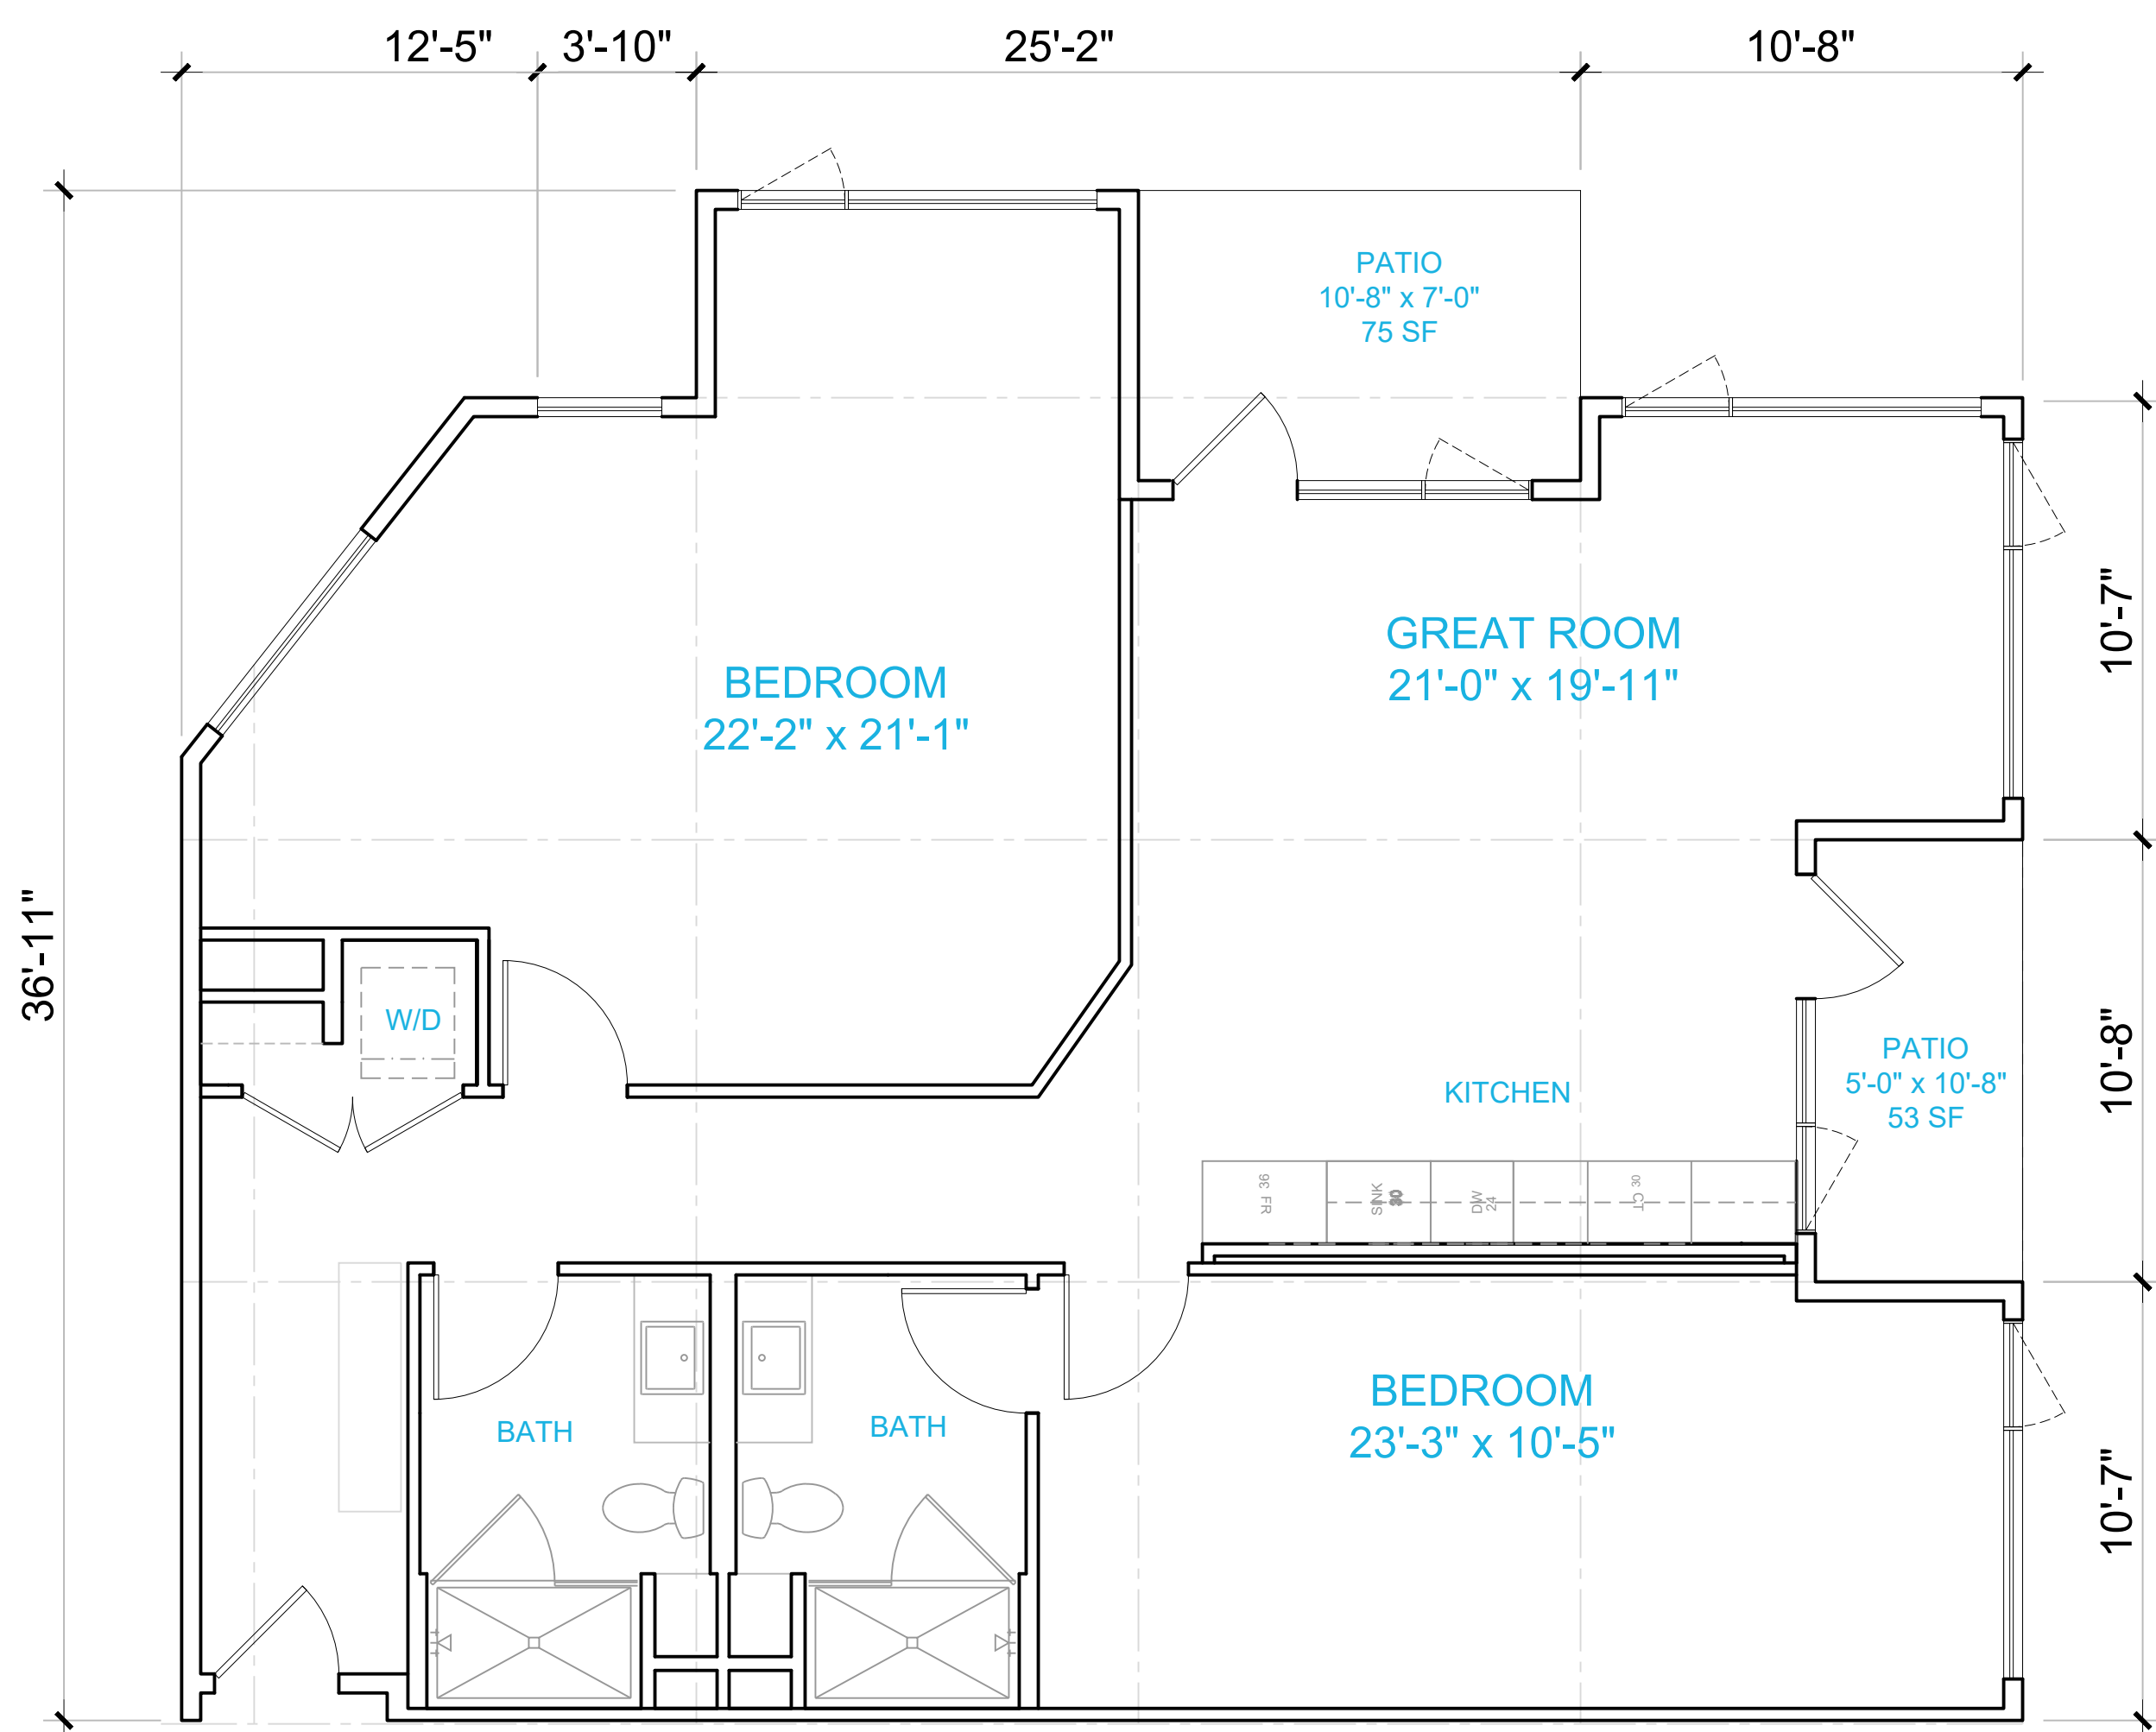 12'-5"
3'-10"
25'-2"
10'-8"
PATIO
10'-8" x 7'-0"
75 SF
GREAT ROOM
21'-0" x 19'-11"
10'-7"
BEDROOM
22'-2" x 21'-1"
36'-11"
W/D
PATIO
5'-0" x 10'-8"
53 SF
10'-8"
KITCHEN
36 FR
SINK
30
DW
24
TC 30
BEDROOM
23'-3" x 10'-5"
BATH
BATH
10'-7"